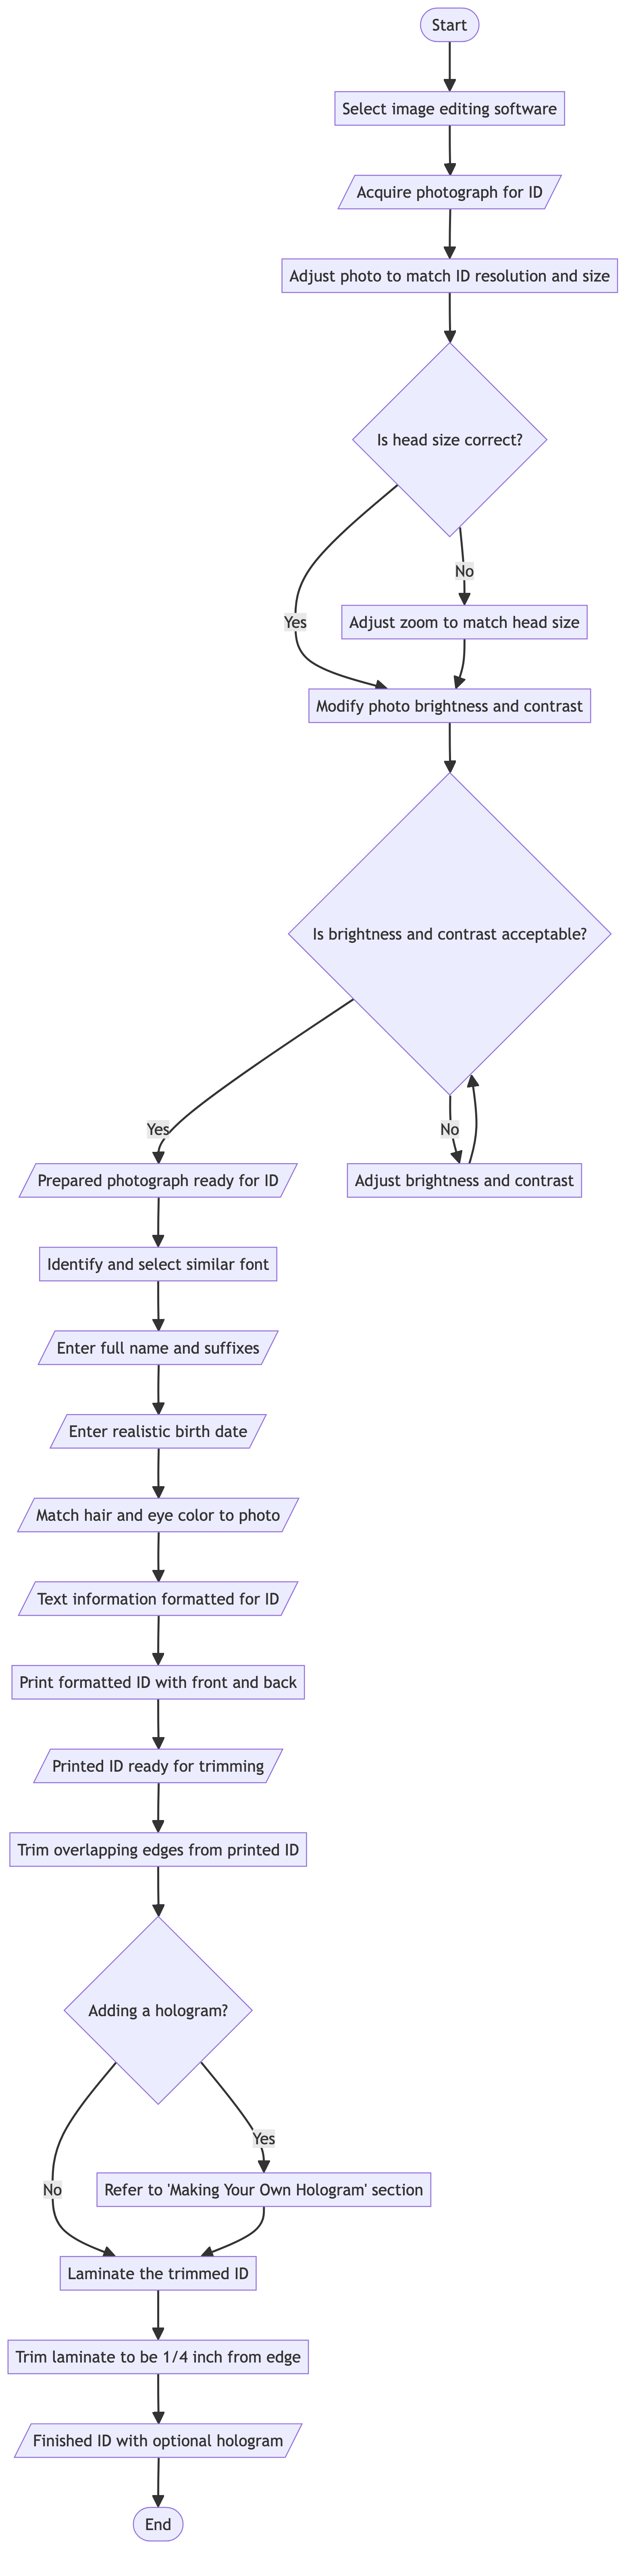 Start
Select image editing software
Acquire photograph for ID
Adjust photo to match ID resolution and size
Is head size correct?
No
Yes
Adjust zoom to match head size
Modify photo brightness and contrast
Is brightness and contrast acceptable?
Yes
No
Prepared photograph ready for ID
Adjust brightness and contrast
Identify and select similar font
Enter full name and suffixes
Enter realistic birth date
Match hair and eye color to photo
Text information formatted for ID
Print formatted ID with front and back
Printed ID ready for trimming
Trim overlapping edges from printed ID
Adding a hologram?
Yes
No
Refer to 'Making Your Own Hologram' section
Laminate the trimmed ID
Trim laminate to be 1/4 inch from edge
Finished ID with optional hologram
End